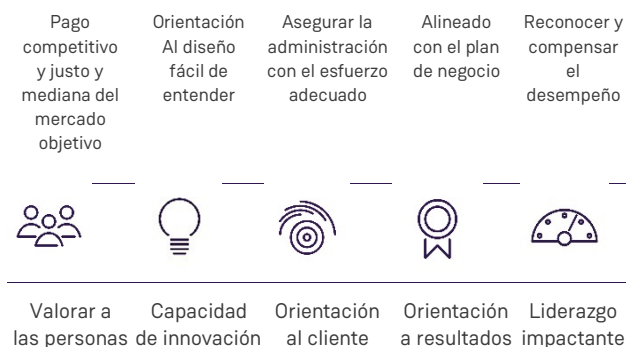 Pago
competitivo
y justo y
mediana del
mercado
objetivo
Orientación
Al diseño
fácil de
entender
Asegurar la
administración
con el esfuerzo
adecuado
Alineado
con el plan
de negocio
Reconocer y
compensar
el
desempeño
Valorar a
las personas
Capacidad
de innovación
Orientación
al cliente
Orientación
a resultados
Liderazgo
impactante